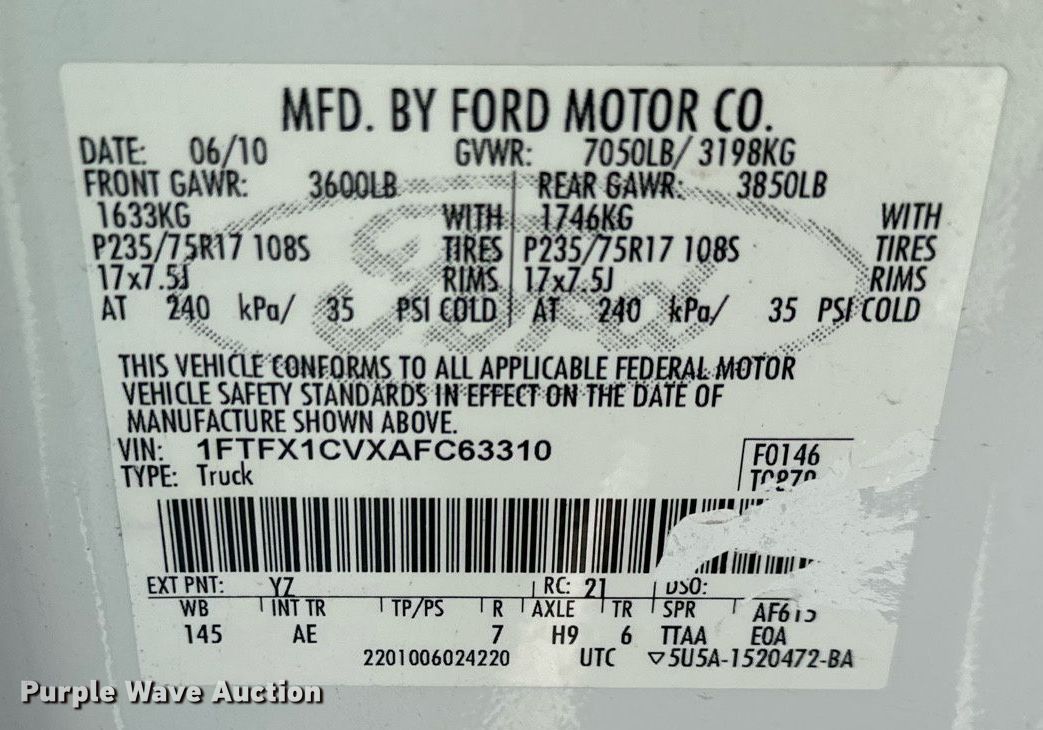 MFD. BY FORD MOTOR CO.
DATE: 06/10 GVWR: 7050LB/ 3198KG
FRONT GAWR: 3600LB REAR GAWR: 3850LB
1633KG WITH 1746KG WITH
P235/75R17 108S TIRES P235/75R17 108S TIRES
17x7.5J RIMS 17x7.5J RIMS
AT 240 kPa/ 35 PSI COLD AT 240 kPa/ 35 PSI COLD
Ford
THIS VEHICLE CONFORMS TO ALL APPLICABLE FEDERAL MOTOR
VEHICLE SAFETY STANDARDS IN EFFECT ON THE DATE OF
MANUFACTURE SHOWN ABOVE.
VIN: 1FTFX1CVXAFC63310 F0146
TYPE: Truck
EXT PNT: YZ RC: 21 DSO:
WB INT TR TP/PS R AXLE TR SPR
145 AE 7 H9 6 TTAA EOA
2201006024220 UTC ▽5U5A-1520472-BA
Purple Wave Auction